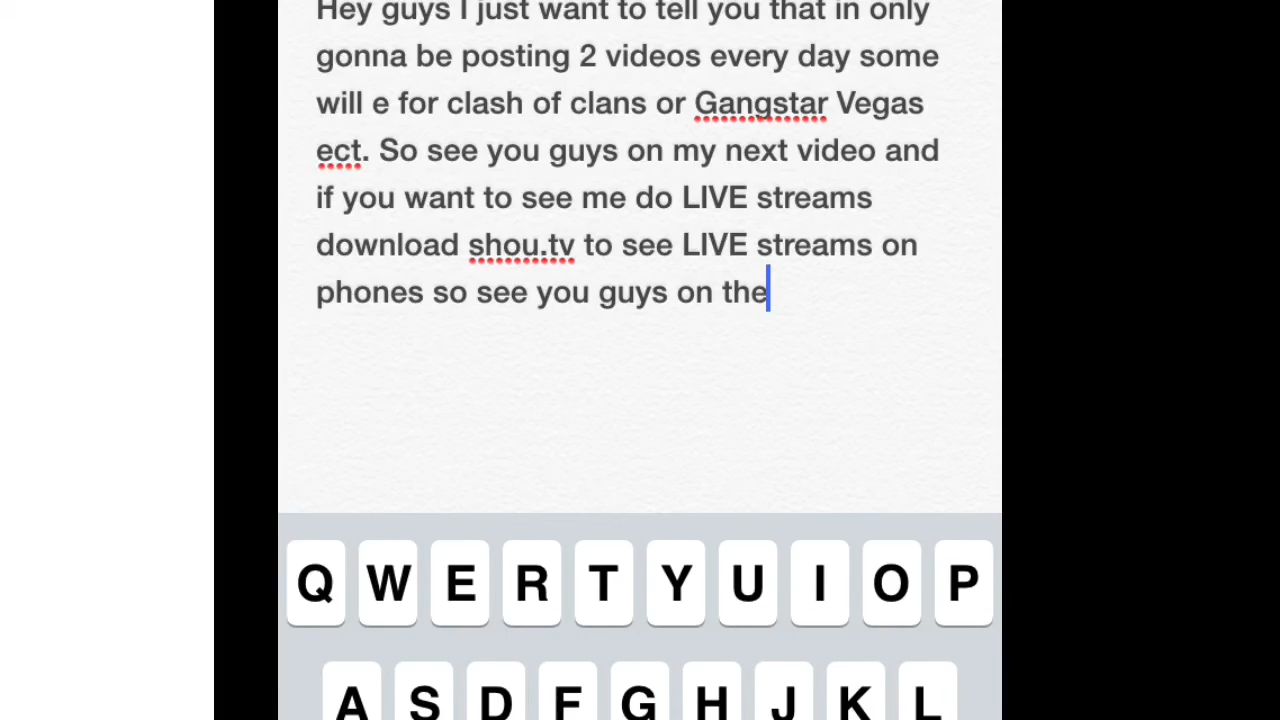 Hey guys I just want to tell you that in only
gonna be posting 2 videos every day some
will e for clash of clans or Gangstar Vegas
ect. So see you guys on my next video and
if you want to see me do LIVE streams
download shou.tv to see LIVE streams on
phones so see you guys on the
Q W E R T Y U I O P
A S D F G H J K L